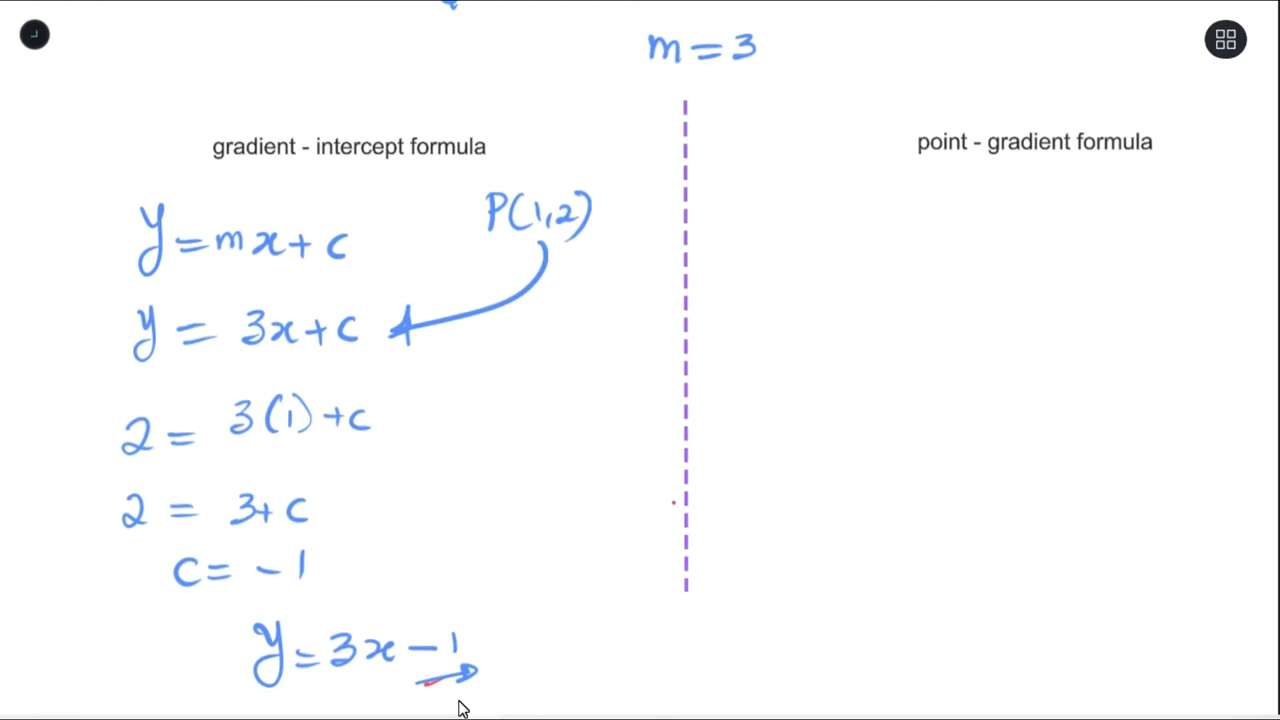 m = 3
gradient - intercept formula
point - gradient formula
P(1,2)
y = mx + c
y = 3x + c
2 = 3(1) + c
2 = 3 + c
c = -1
y = 3x - 1